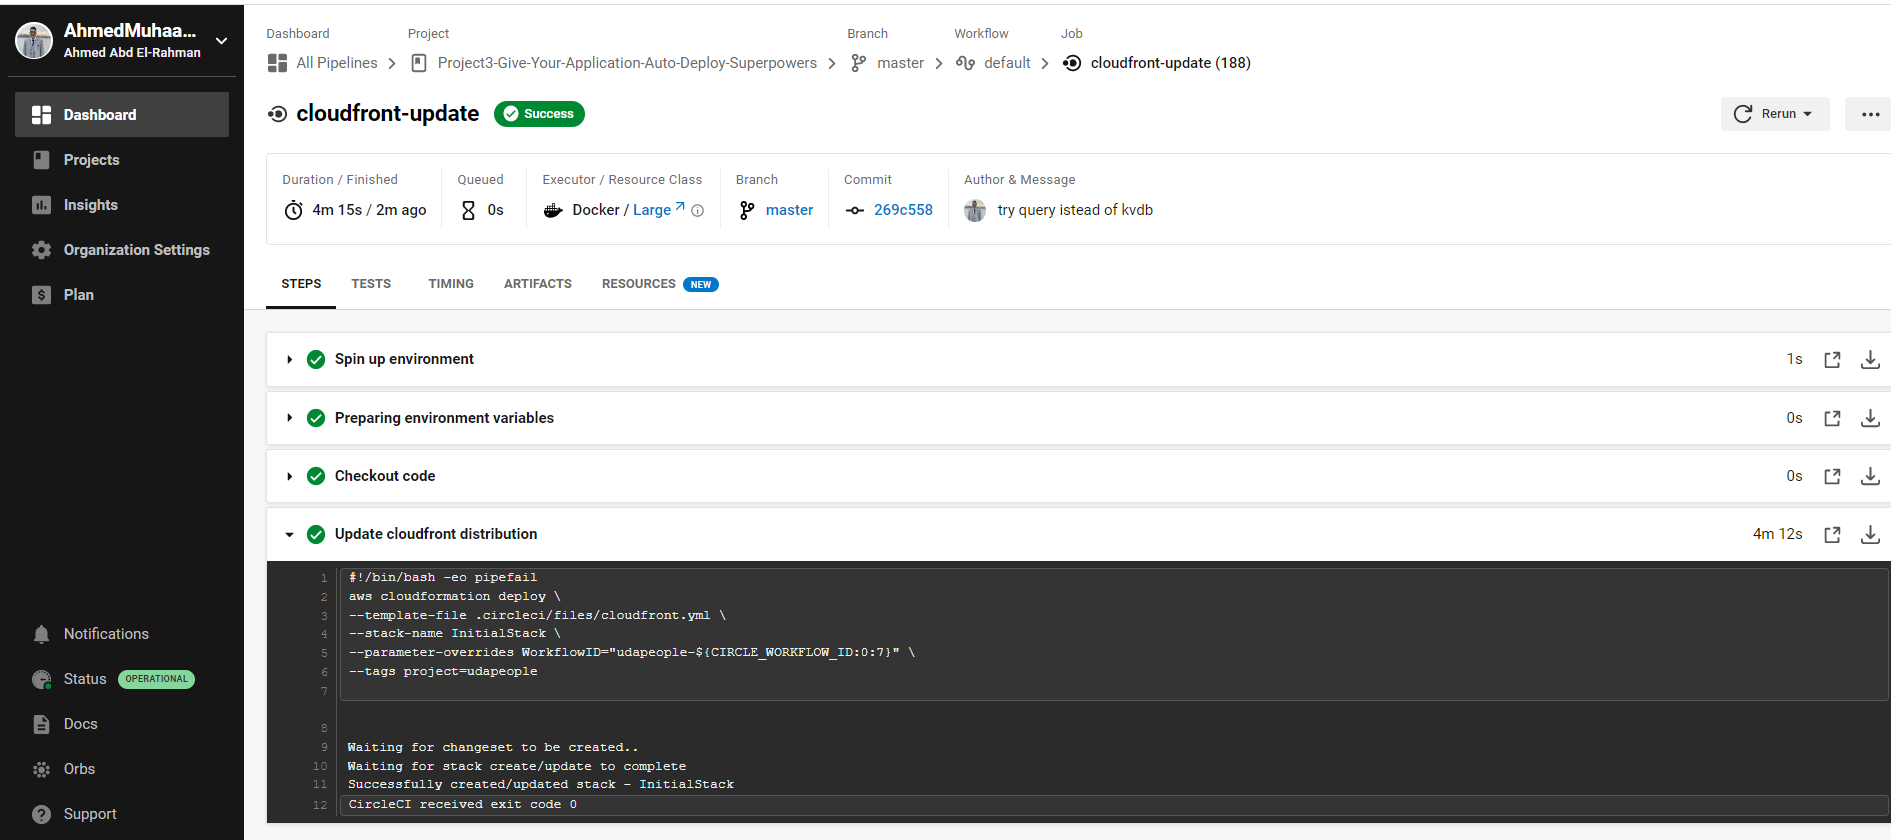 AhmedMuhaa...
Ahmed Abd El-Rahman
Dashboard
Projects
Insights
Organization Settings
Plan
Notifications
Status OPERATIONAL
Docs
Orbs
Support
Dashboard Project Branch Workflow Job
All Pipelines Project3-Give-Your-Application-Auto-Deploy-Superpowers master default cloudfront-update (188)
cloudfront-update Success
Rerun
Duration / Finished Queued Executor / Resource Class Branch Commit Author & Message
4m 15s / 2m ago 0s Docker / Large master 269c558 try query istead of kvdb
STEPS TESTS TIMING ARTIFACTS RESOURCES NEW
Spin up environment 1s
Preparing environment variables 0s
Checkout code 0s
Update cloudfront distribution 4m 12s
1 #!/bin/bash -eo pipefail
2 aws cloudformation deploy \
3 --template-file .circleci/files/cloudfront.yml \
4 --stack-name InitialStack \
5 --parameter-overrides WorkflowID="udapeople-${CIRCLE_WORKFLOW_ID:0:7}" \
6 --tags project=udapeople
7
8
9 Waiting for changeset to be created..
10 Waiting for stack create/update to complete
11 Successfully created/updated stack - InitialStack
12 CircleCI received exit code 0